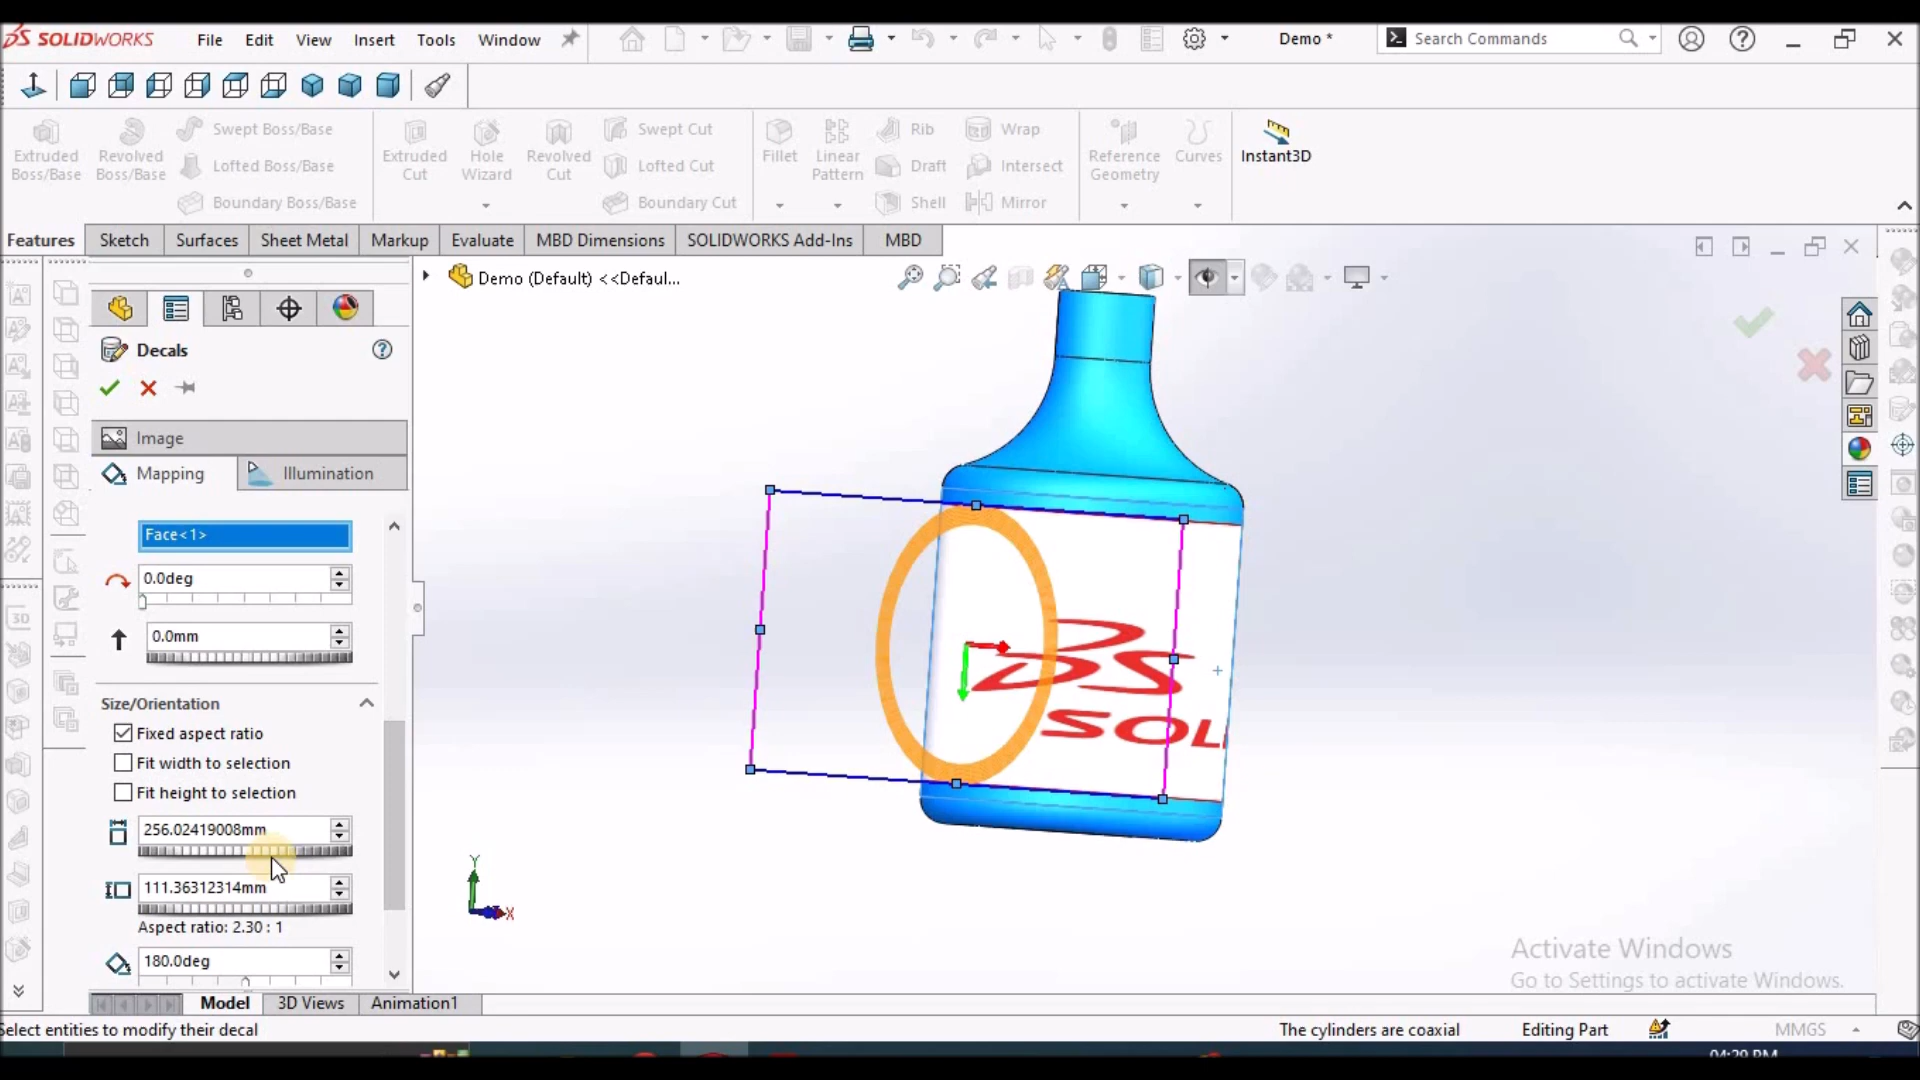 SOLIDWORKS File Edit View Insert Tools Window Demo * Search Commands
Extruded Boss/Base
Revolved Boss/Base
Swept Boss/Base
Lofted Boss/Base
Boundary Boss/Base
Extruded Cut
Hole Wizard
Revolved Cut
Swept Cut
Lofted Cut
Boundary Cut
Fillet
Linear Pattern
Rib
Draft
Shell
Wrap
Intersect
Mirror
Reference Geometry
Curves
Instant3D
Features Sketch Surfaces Sheet Metal Markup Evaluate MBD Dimensions SOLIDWORKS Add-Ins MBD
Demo (Default) <<Defaul...
Decals
Image
Mapping Illumination
Face<1>
0.0deg
0.0mm
Size/Orientation
Fixed aspect ratio
Fit width to selection
Fit height to selection
256.02419008mm
111.36312314mm
Aspect ratio: 2.30 : 1
180.0deg
DS
SOL
Y
X
Activate Windows
Go to Settings to activate Windows.
Model 3D Views Animation1
Select entities to modify their decal The cylinders are coaxial Editing Part MMGS